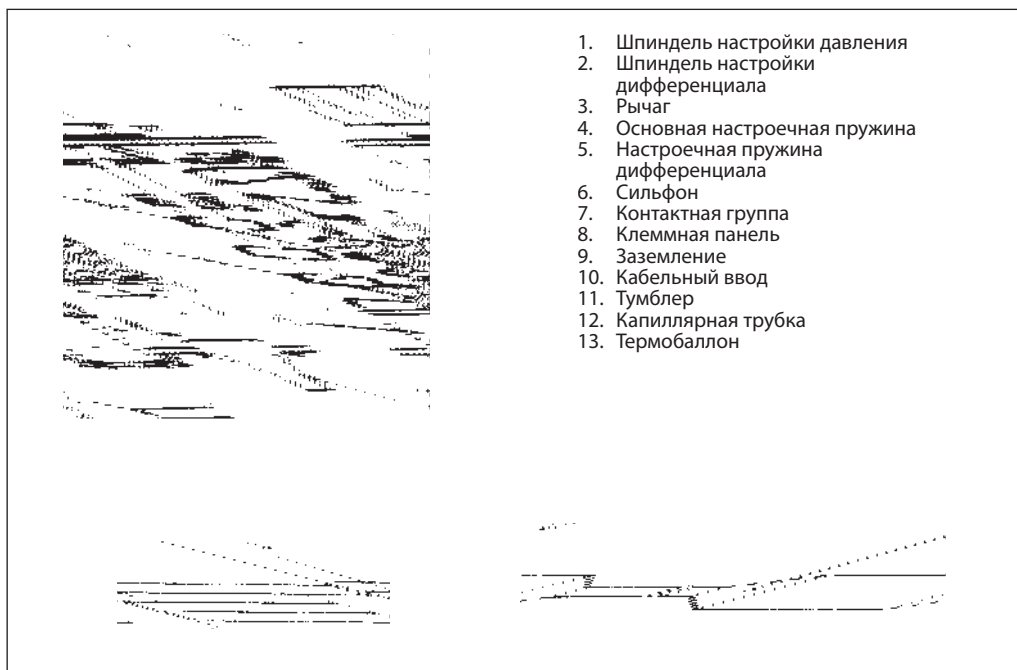 1. Шпиндель настройки давления
2. Шпиндель настройки
дифференциала
3. Рычаг
4. Основная настроечная пружина
5. Настроечная пружина
дифференциала
6. Сильфон
7. Контактная группа
8. Клеммная панель
9. Заземление
10. Кабельный ввод
11. Тумблер
12. Капиллярная трубка
13. Термобаллон